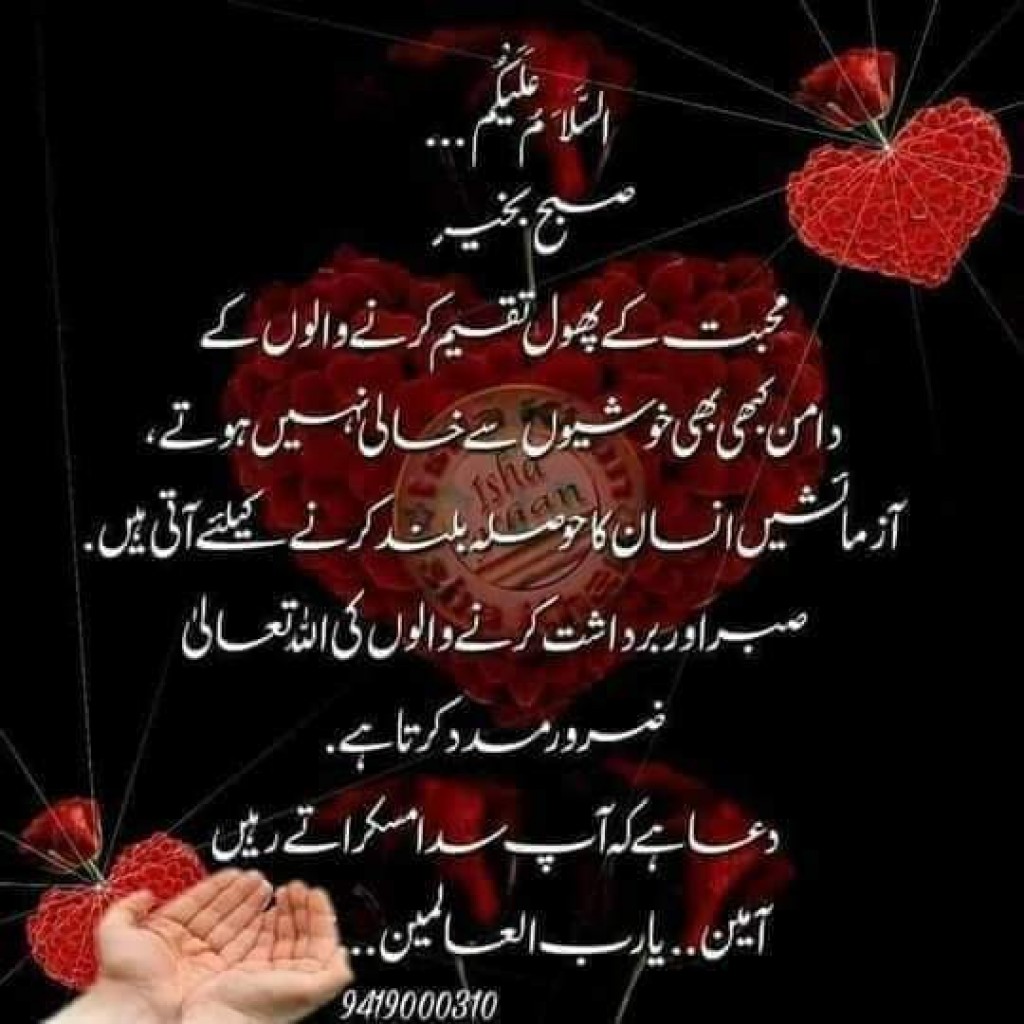 السَّلَامُ عَلَيْكُم...
صبح بخیر
محبت کے پھول تقسیم کرنے والوں کے
دامن کبھی بھی خوشیوں سے خالی نہیں ہوتے،
آزمائشیں انسان کا حوصلہ بلند کرنے کیلئے آتی ہیں.
صبر اور برداشت کرنے والوں کی اللہ تعالیٰ
ضرور مدد کرتا ہے.
دعا ہے کہ آپ سدا مسکراتے رہیں
آمین.. یارب العالمین...
9419000310
Isha